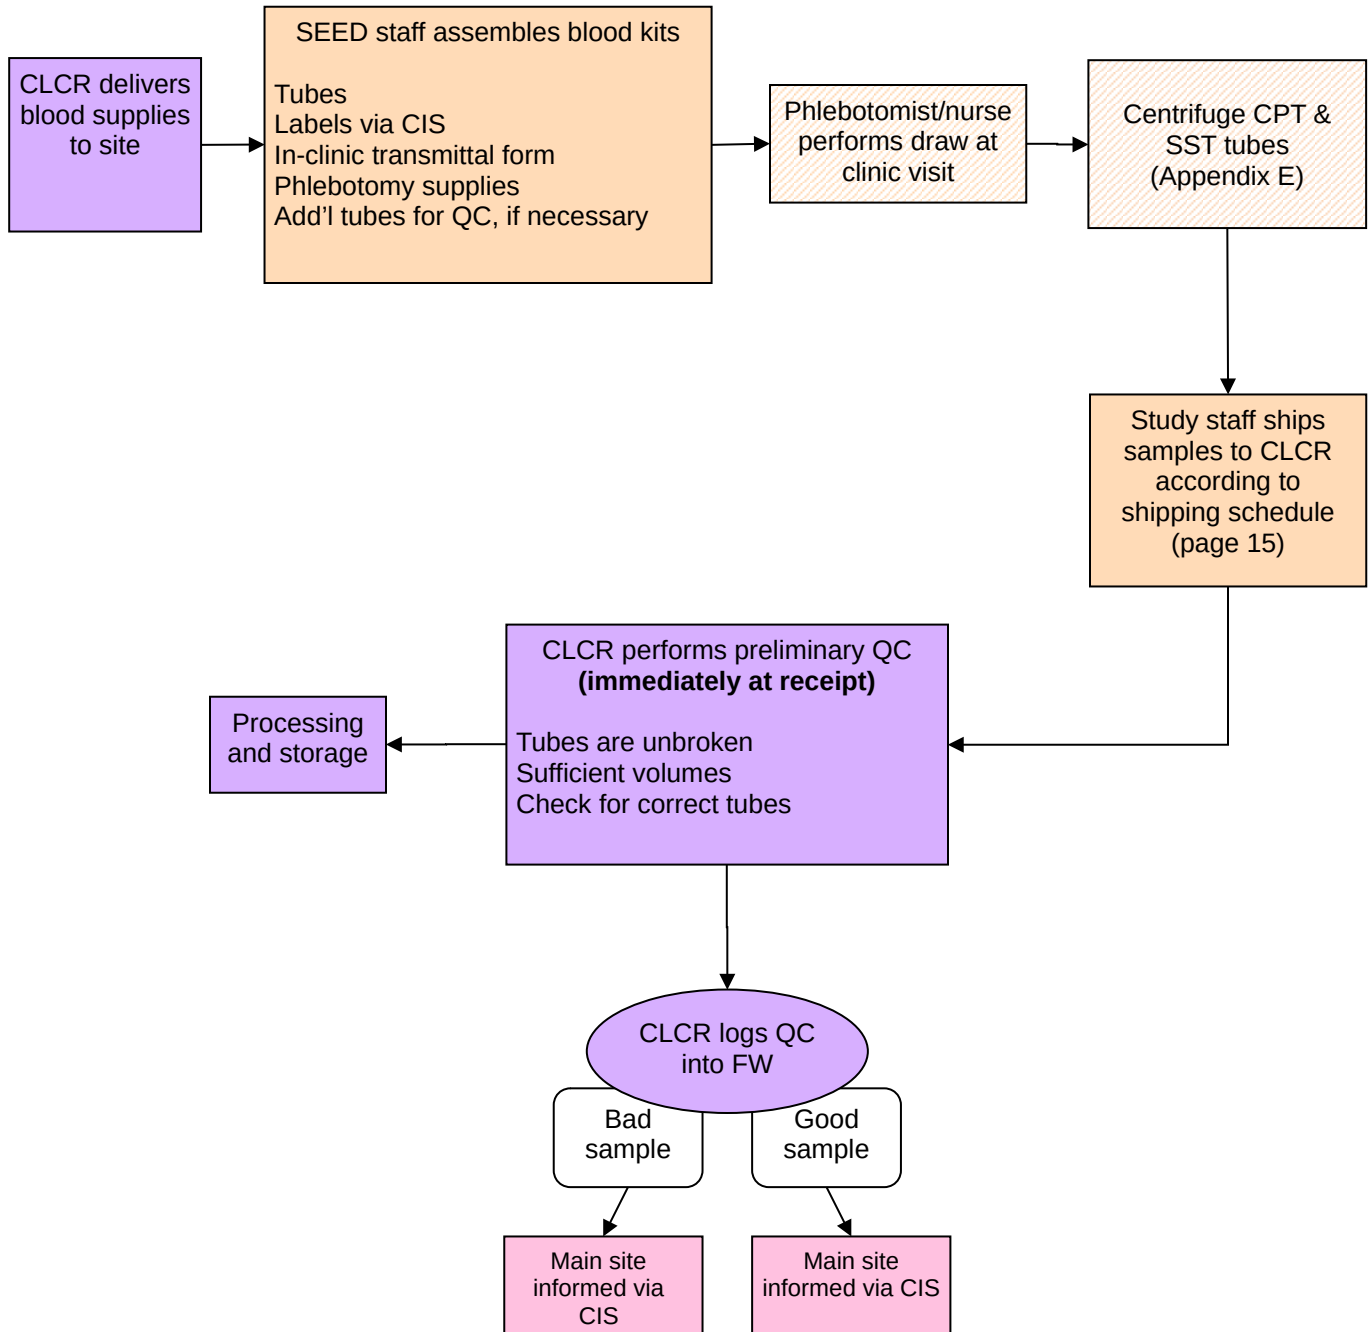 CLCR delivers
blood supplies
to site
SEED staff assembles blood kits
Tubes
Labels via CIS
In-clinic transmittal form
Phlebotomy supplies
Add’l tubes for QC, if necessary
Phlebotomist/nurse
performs draw at
clinic visit
Centrifuge CPT &
SST tubes
(Appendix E)
Study staff ships
samples to CLCR
according to
shipping schedule
(page 15)
CLCR performs preliminary QC
(immediately at receipt)
Tubes are unbroken
Sufficient volumes
Check for correct tubes
Processing
and storage
CLCR logs QC
into FW
Bad
sample
Good
sample
Main site
informed via
CIS
Main site
informed via CIS